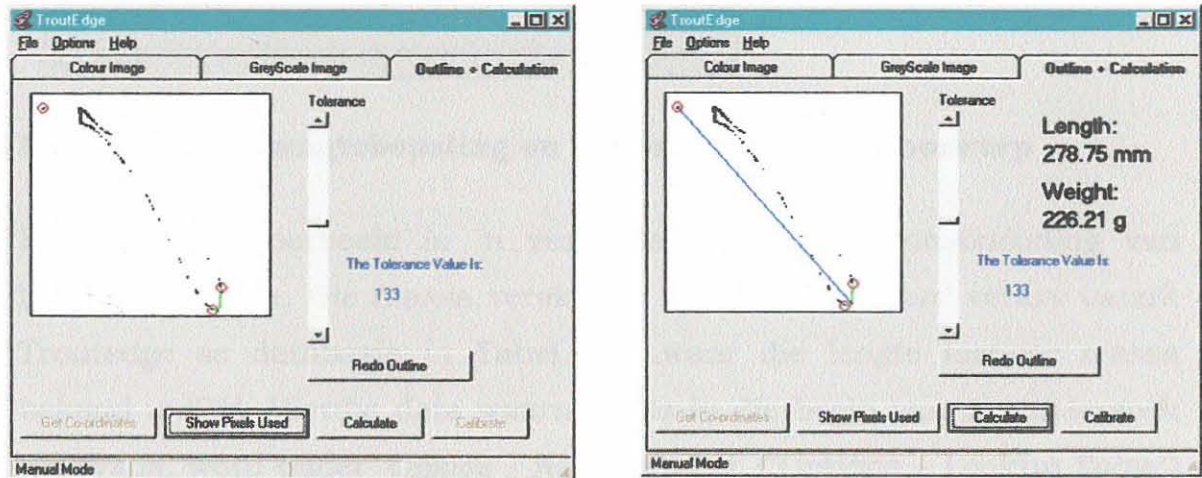 TroutEdge
File Options Help
Colour Image GreyScale Image Outline + Calculation
Tolerance
The Tolerance Value Is:
133
Redo Outline
Get Co-ordinates Show Pixels Used Calculate Calibrate
Manual Mode
TroutEdge
File Options Help
Colour Image GreyScale Image Outline + Calculation
Tolerance
Length:
278.75 mm
Weight:
226.21 g
The Tolerance Value Is:
133
Redo Outline
Get Co-ordinates Show Pixels Used Calculate Calibrate
Manual Mode